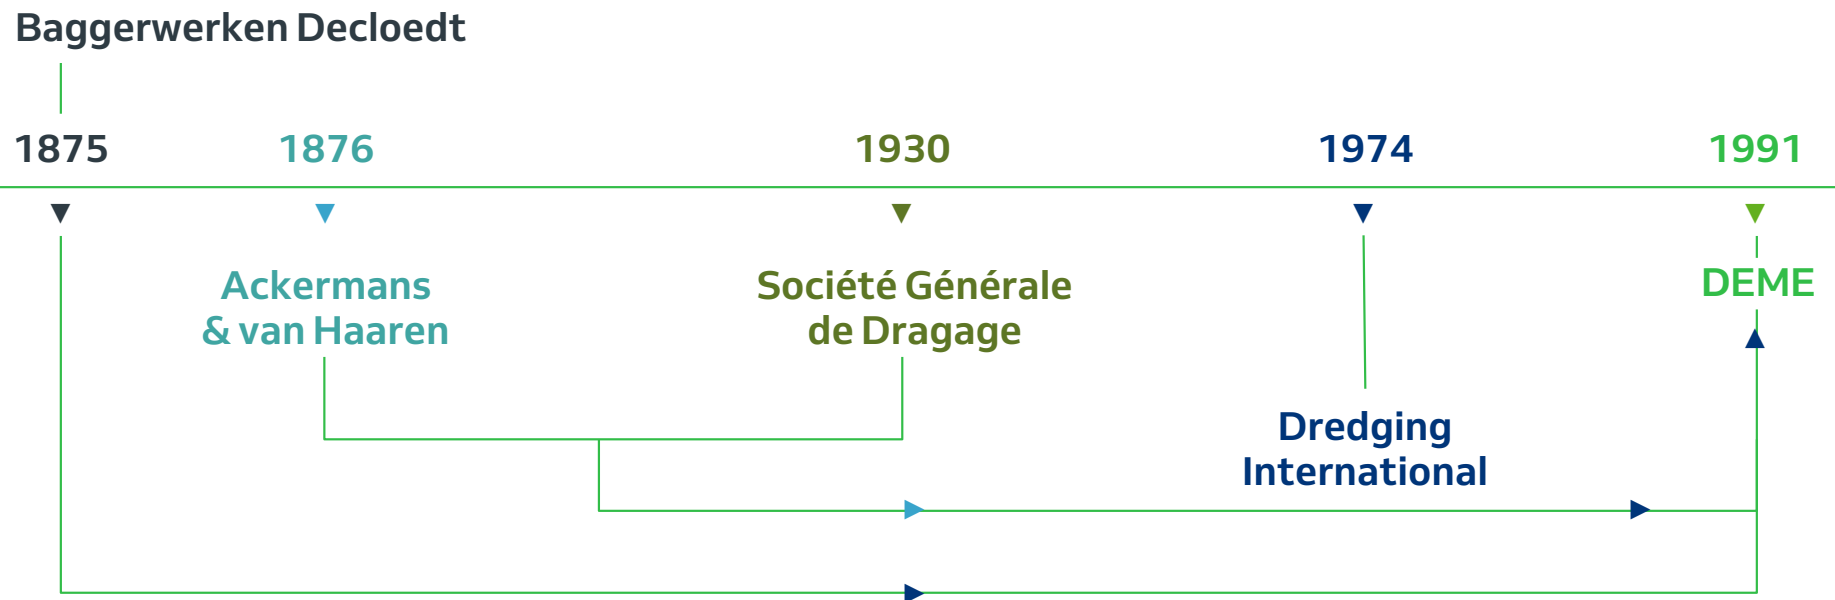 Baggerwerken Decloedt
1875
1876
1930
1974
1991
Ackermans
& van Haaren
Société Générale
de Dragage
DEME
Dredging
International